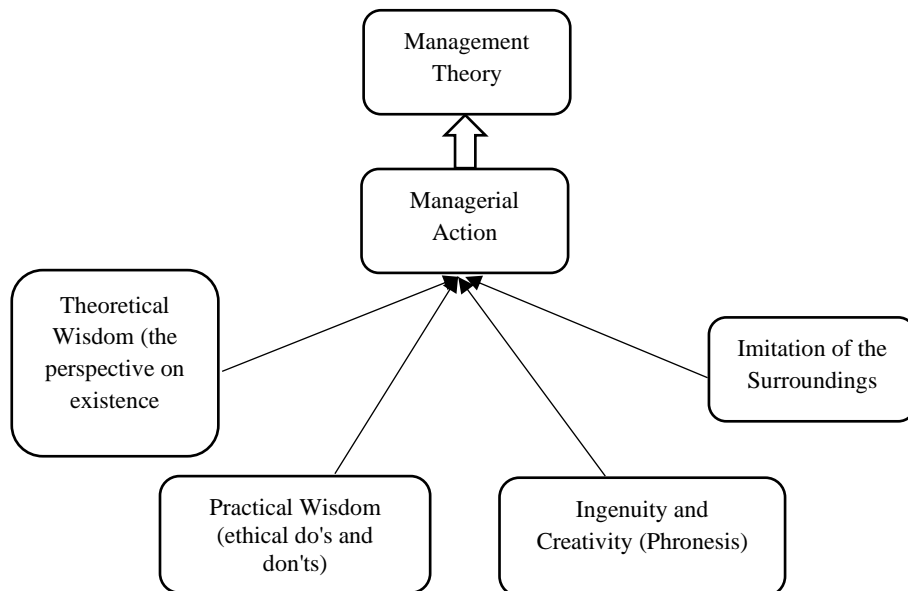 Management
Theory
Managerial
Action
Theoretical
Wisdom (the
perspective on
existence
Imitation of the
Surroundings
Practical Wisdom
(ethical do's and
don'ts)
Ingenuity and
Creativity (Phronesis)